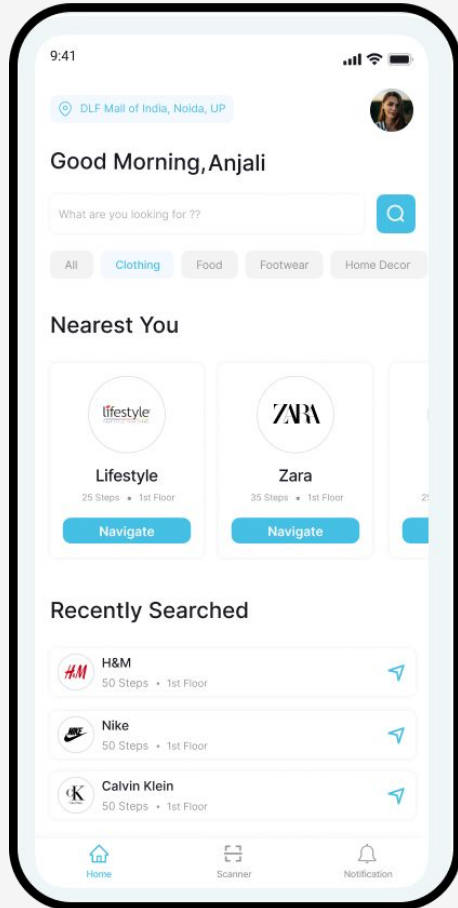 9:41
DLF Mall of India, Noida, UP
Good Morning,Anjali
What are you looking for ??
All Clothing Food Footwear Home Decor
Nearest You
lifestyle ZARA
Lifestyle Zara
25 Steps • 1st Floor 35 Steps • 1st Floor
Navigate Navigate
Recently Searched
H&M
H&M
50 Steps • 1st Floor
NIKE
Nike
50 Steps • 1st Floor
cK
Calvin Klein
50 Steps • 1st Floor
Home Scanner Notification